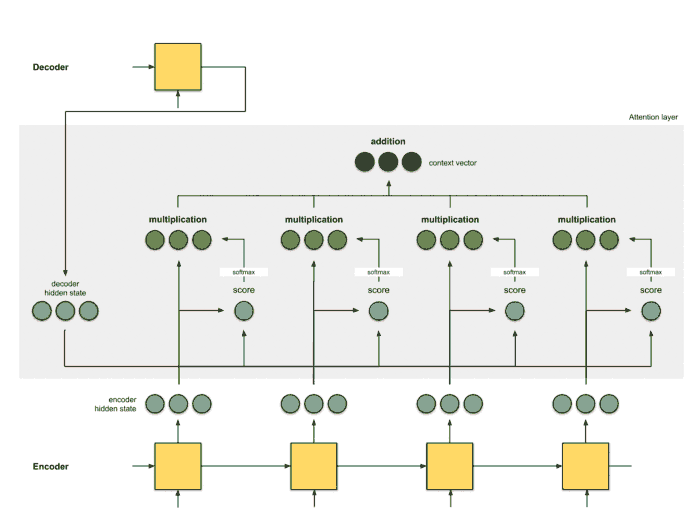 Decoder
Attention layer
addition
context vector
multiplication
multiplication
multiplication
multiplication
softmax
softmax
softmax
softmax
decoder
hidden state
score
score
score
score
encoder
hidden state
Encoder